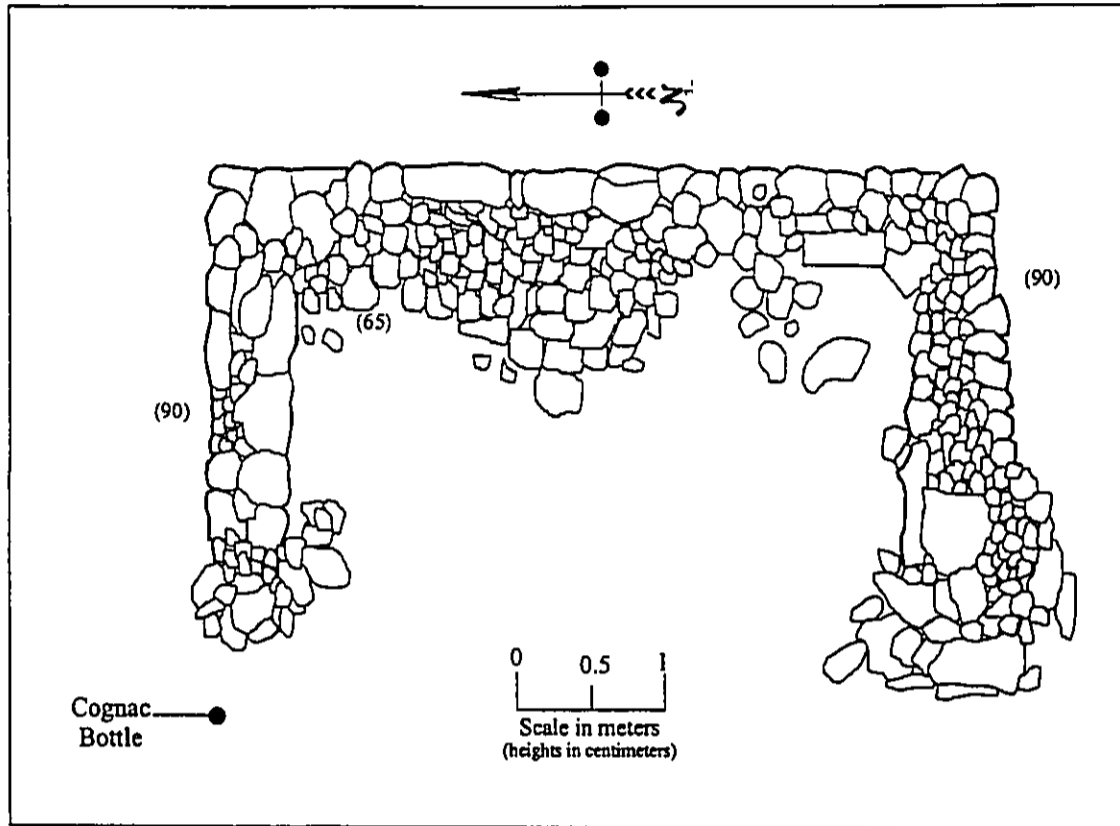 N
(90)
(65)
(90)
0 0.5 1
Scale in meters
(heights in centimeters)
Cognac
Bottle